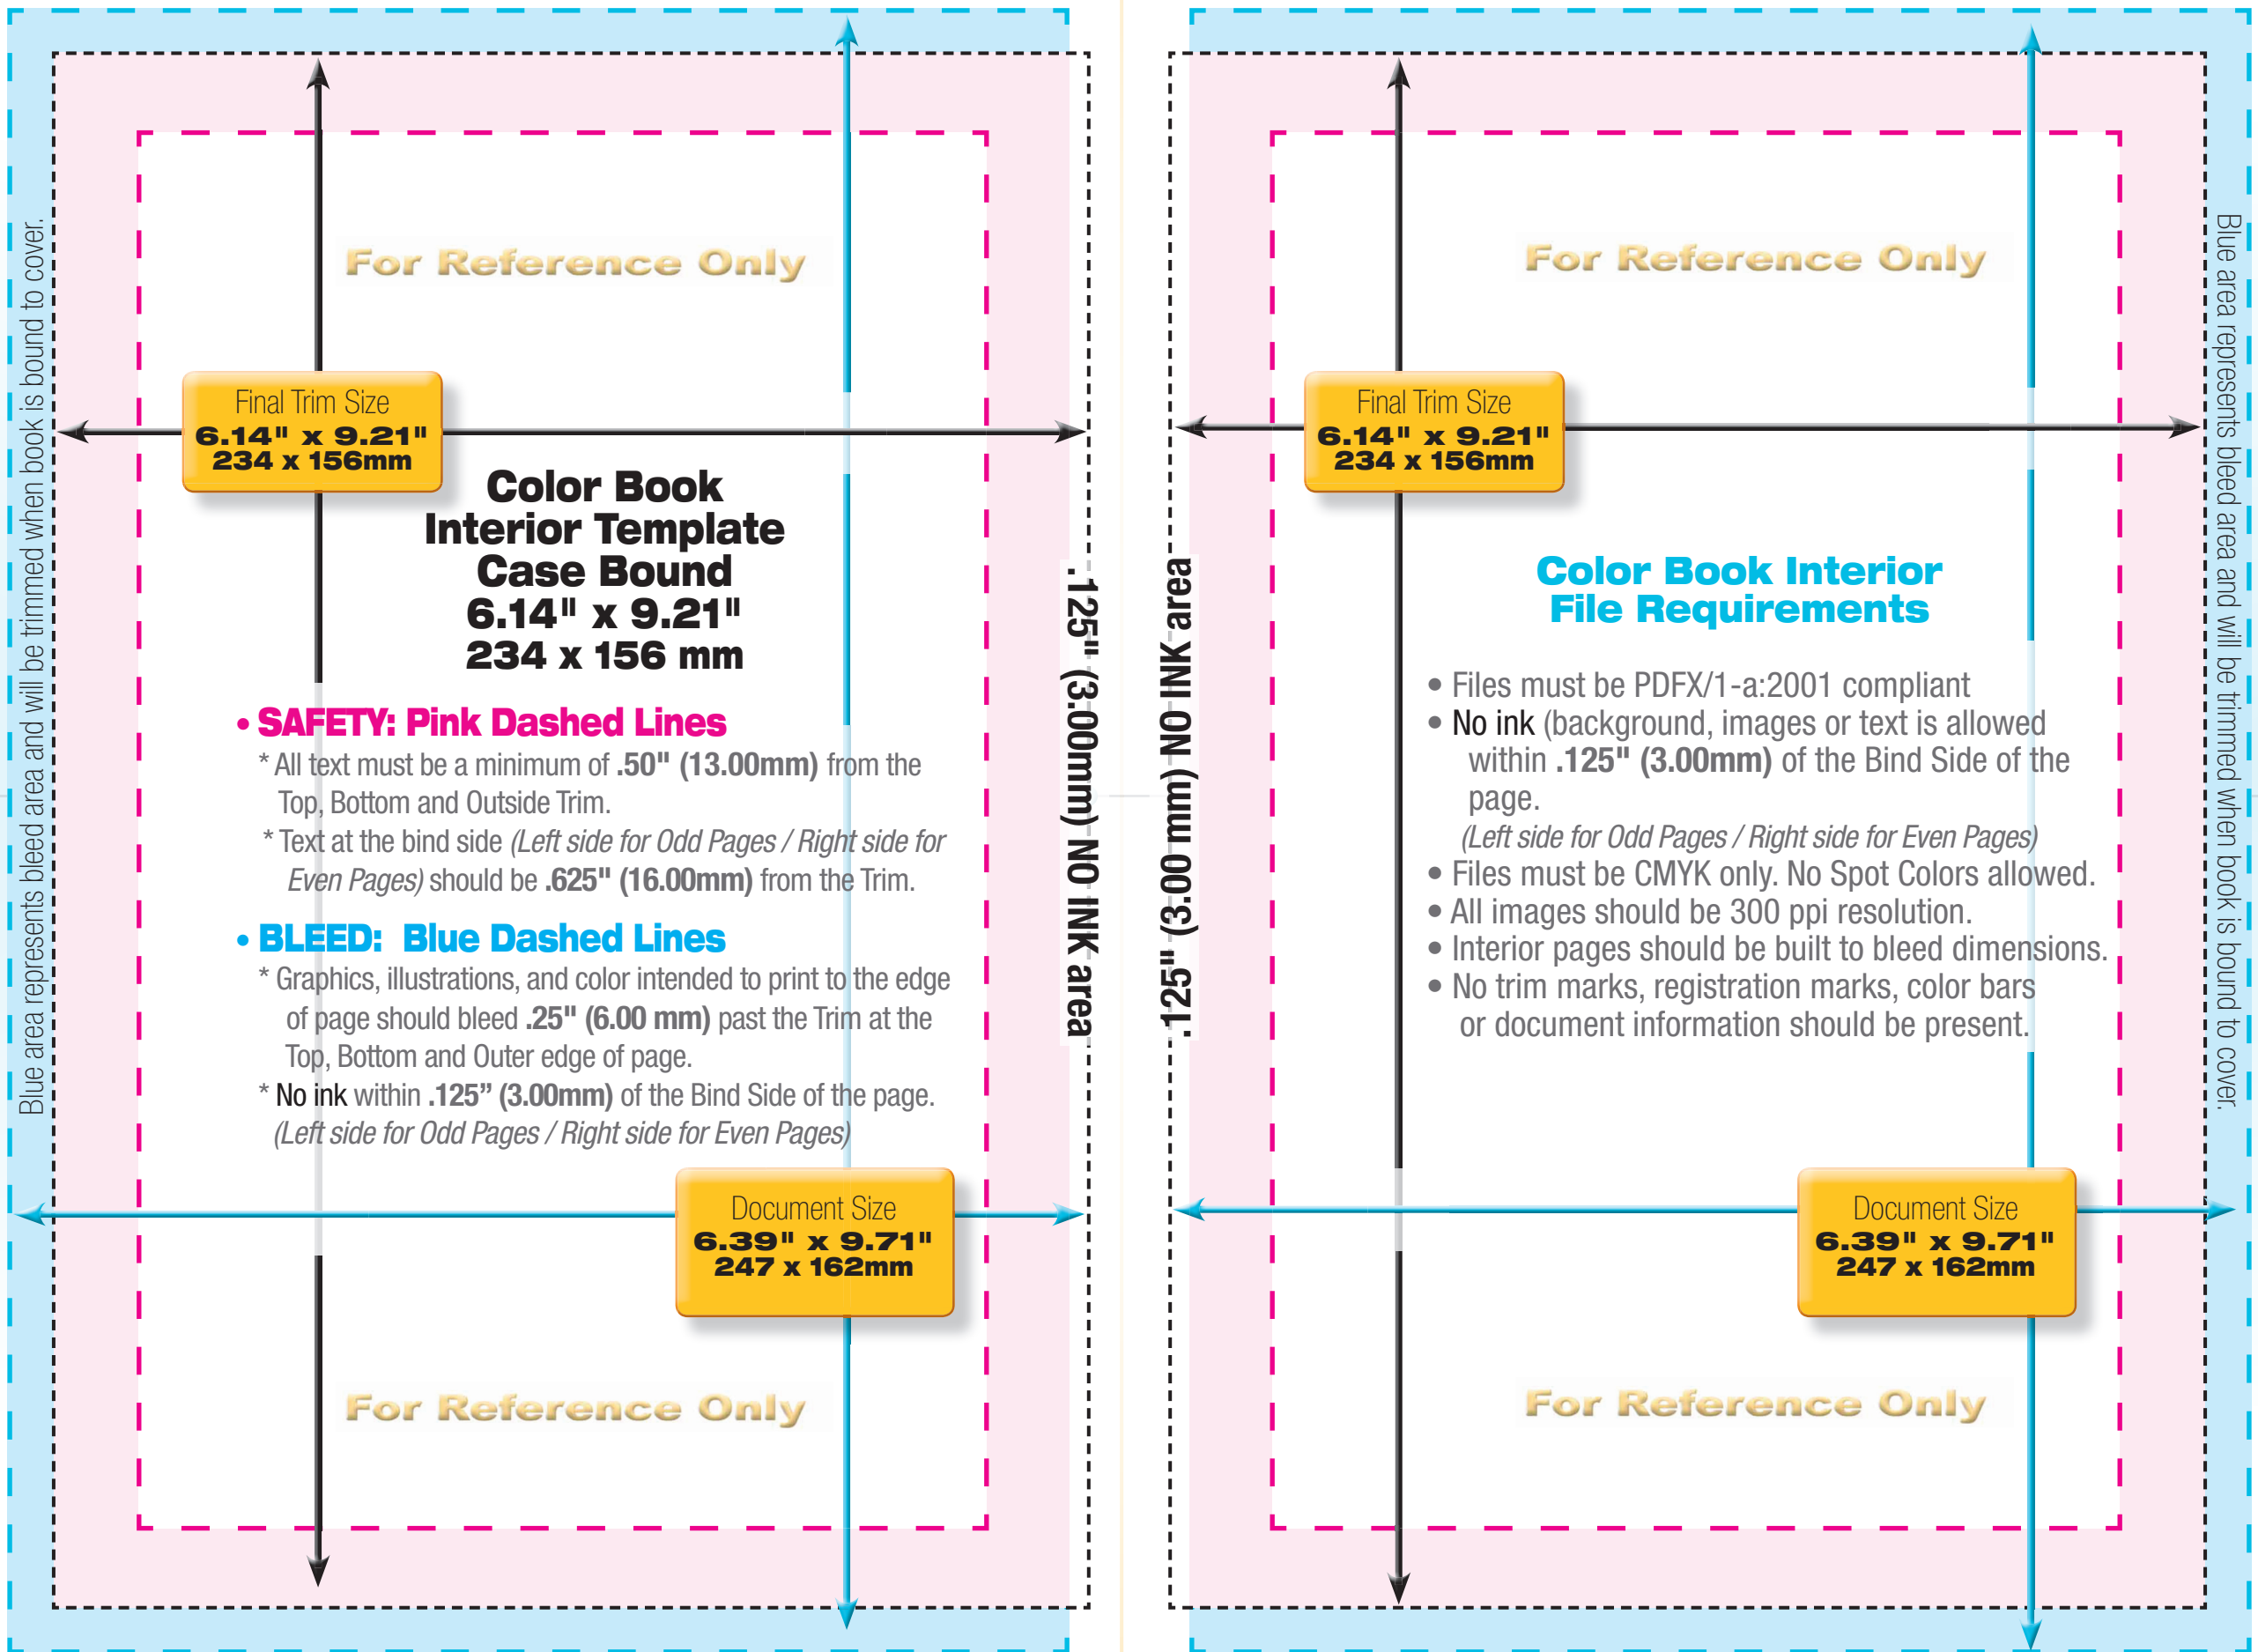 Blue area represents bleed area and will be trimmed when book is bound to cover.
For Reference Only
Final Trim Size
6.14" x 9.21"
234 x 156mm
Color Book
Interior Template
Case Bound
6.14" x 9.21"
234 x 156 mm
• SAFETY: Pink Dashed Lines
* All text must be a minimum of .50" (13.00mm) from the
Top, Bottom and Outside Trim.
* Text at the bind side (Left side for Odd Pages / Right side for
Even Pages) should be .625" (16.00mm) from the Trim.
• BLEED: Blue Dashed Lines
* Graphics, illustrations, and color intended to print to the edge
of page should bleed .25" (6.00 mm) past the Trim at the
Top, Bottom and Outer edge of page.
* No ink within .125” (3.00mm) of the Bind Side of the page.
(Left side for Odd Pages / Right side for Even Pages)
Document Size
6.39" x 9.71"
247 x 162mm
For Reference Only
.125" (3.00mm) NO INK area
.125" (3.00 mm) NO INK area
For Reference Only
Final Trim Size
6.14" x 9.21"
234 x 156mm
Color Book Interior
File Requirements
• Files must be PDFX/1-a:2001 compliant
• No ink (background, images or text is allowed
within .125" (3.00mm) of the Bind Side of the
page.
(Left side for Odd Pages / Right side for Even Pages)
• Files must be CMYK only. No Spot Colors allowed.
• All images should be 300 ppi resolution.
• Interior pages should be built to bleed dimensions.
• No trim marks, registration marks, color bars
or document information should be present.
Document Size
6.39" x 9.71"
247 x 162mm
For Reference Only
Blue area represents bleed area and will be trimmed when book is bound to cover.